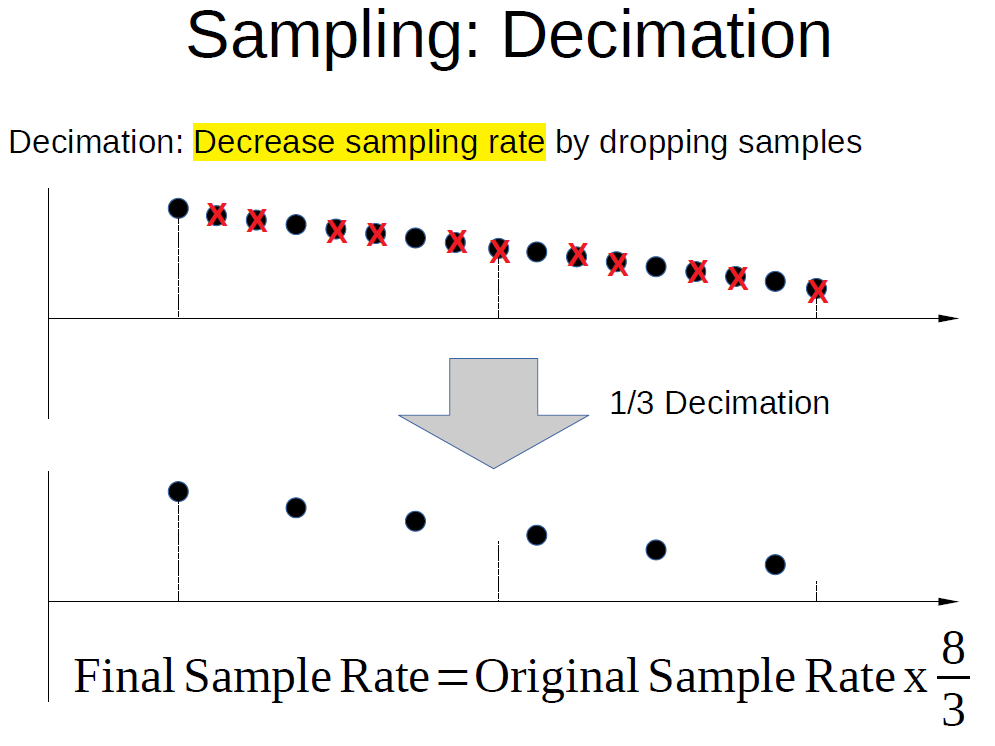 Sampling: Decimation
Decimation: Decrease sampling rate by dropping samples
X X X X X X X X X X X
1/3 Decimation
Final Sample Rate = Original Sample Rate x 8/3